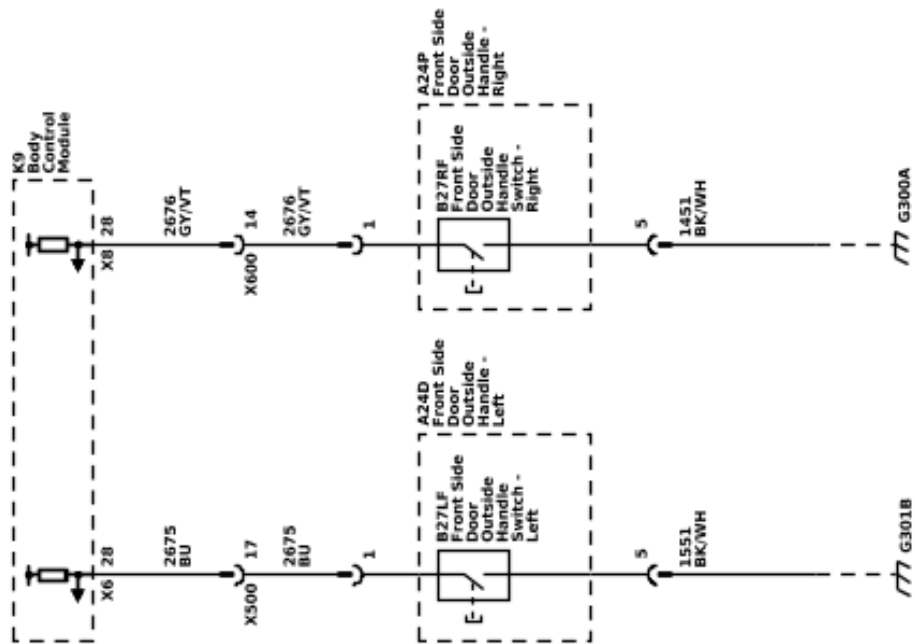 K9
Body
Control
Module
X6
28
2675
BU
X500
17
2675
BU
1
A24D
Front Side
Door
Outside
Handle -
Left
B27LF
Front Side
Door
Outside
Handle
Switch -
Left
5
1551
BK/WH
G301B
X8
28
2676
GY/VT
X600
14
2676
GY/VT
1
A24P
Front Side
Door
Outside
Handle -
Right
B27RF
Front Side
Door
Outside
Handle
Switch -
Right
5
1451
BK/WH
G300A